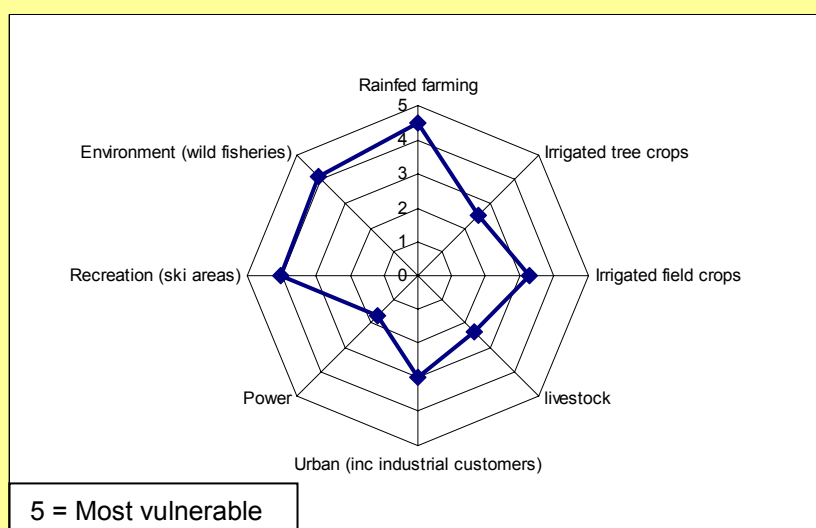 Rainfed farming
5
4
3
2
1
0
Environment (wild fisheries)
Irrigated tree crops
Recreation (ski areas)
Irrigated field crops
Power
livestock
Urban (inc industrial customers)
5 = Most vulnerable